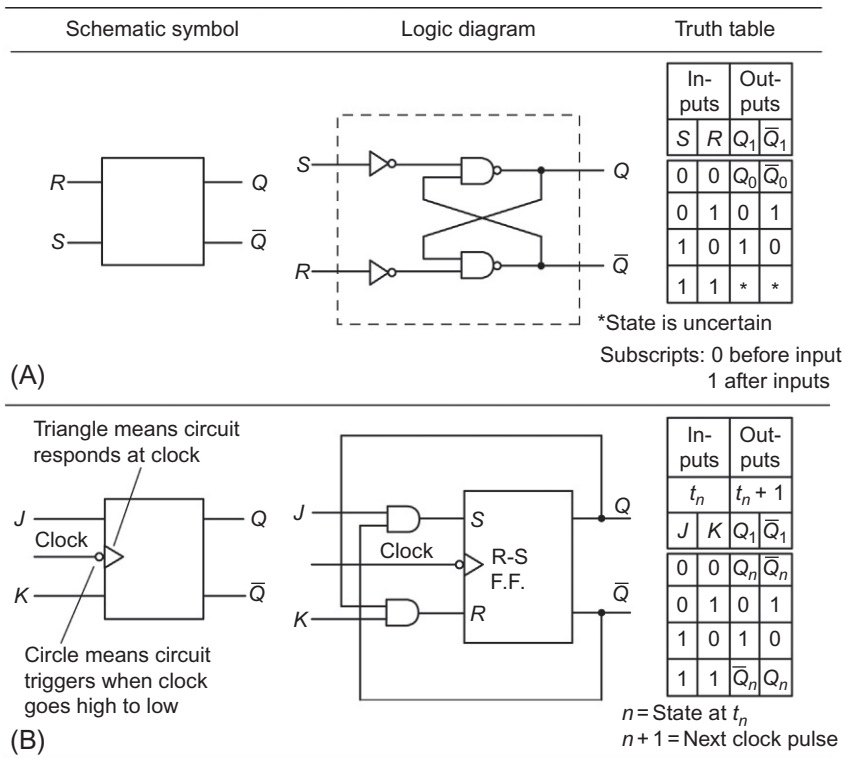 Schematic symbol
Logic diagram
Truth table
R
S
Q
Q̅
S
R
Q
Q̅
In-
puts
Out-
puts
S R Q₁ Q̅₁
0 0 Q₀ Q̅₀
0 1 0 1
1 0 1 0
1 1 * *
*State is uncertain
Subscripts: 0 before input
1 after inputs
(A)
Triangle means circuit
responds at clock
J
Clock
K
Q
Q̅
Circle means circuit
triggers when clock
goes high to low
J
Clock
K
S
R-S
F.F.
R
Q
Q̅
In-
puts
Out-
puts
tₙ tₙ + 1
J K Q₁ Q̅₁
0 0 Qₙ Q̅ₙ
0 1 0 1
1 0 1 0
1 1 Q̅ₙ Qₙ
n = State at tₙ
n + 1 = Next clock pulse
(B)